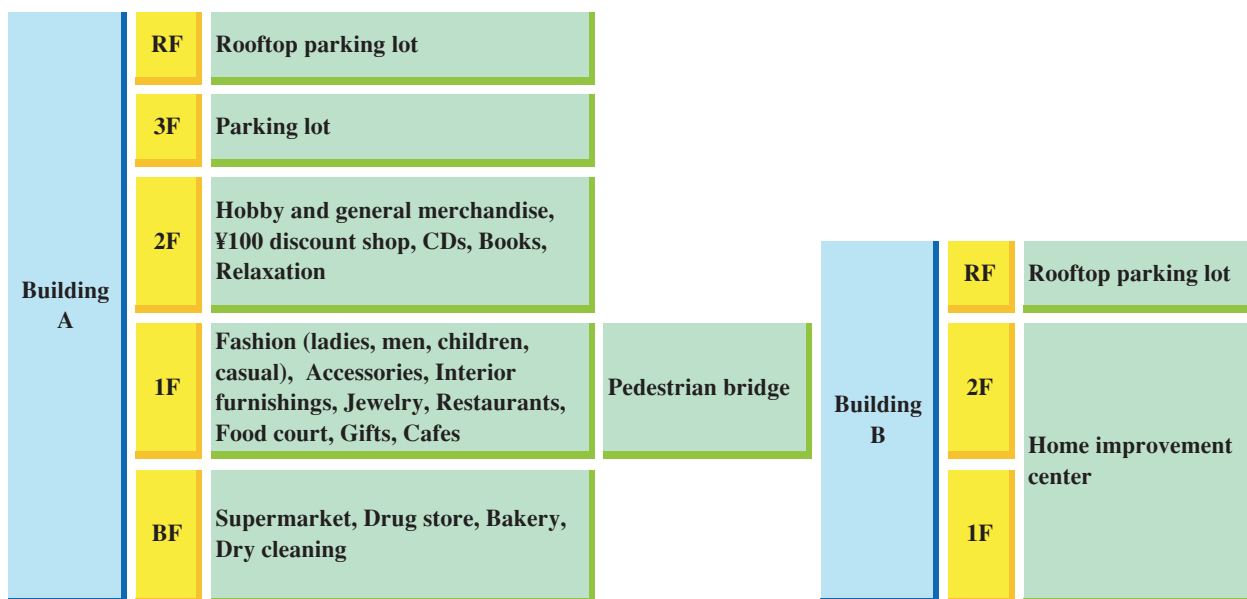 Building
A
RF
Rooftop parking lot
3F
Parking lot
2F
Hobby and general merchandise,
¥100 discount shop, CDs, Books,
Relaxation
1F
Fashion (ladies, men, children,
casual),  Accessories, Interior
furnishings, Jewelry, Restaurants,
Food court, Gifts, Cafes
BF
Supermarket, Drug store, Bakery,
Dry cleaning
Pedestrian bridge
Building
B
RF
Rooftop parking lot
2F
1F
Home improvement
center